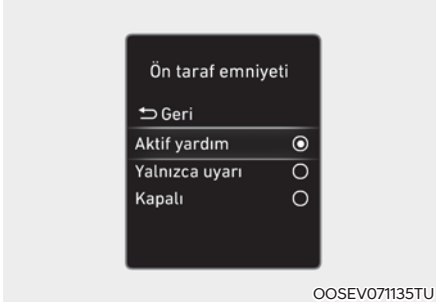 Ön taraf emniyeti
Geri
Aktif yardım
Yalnızca uyarı
Kapalı
OOSEV071135TU